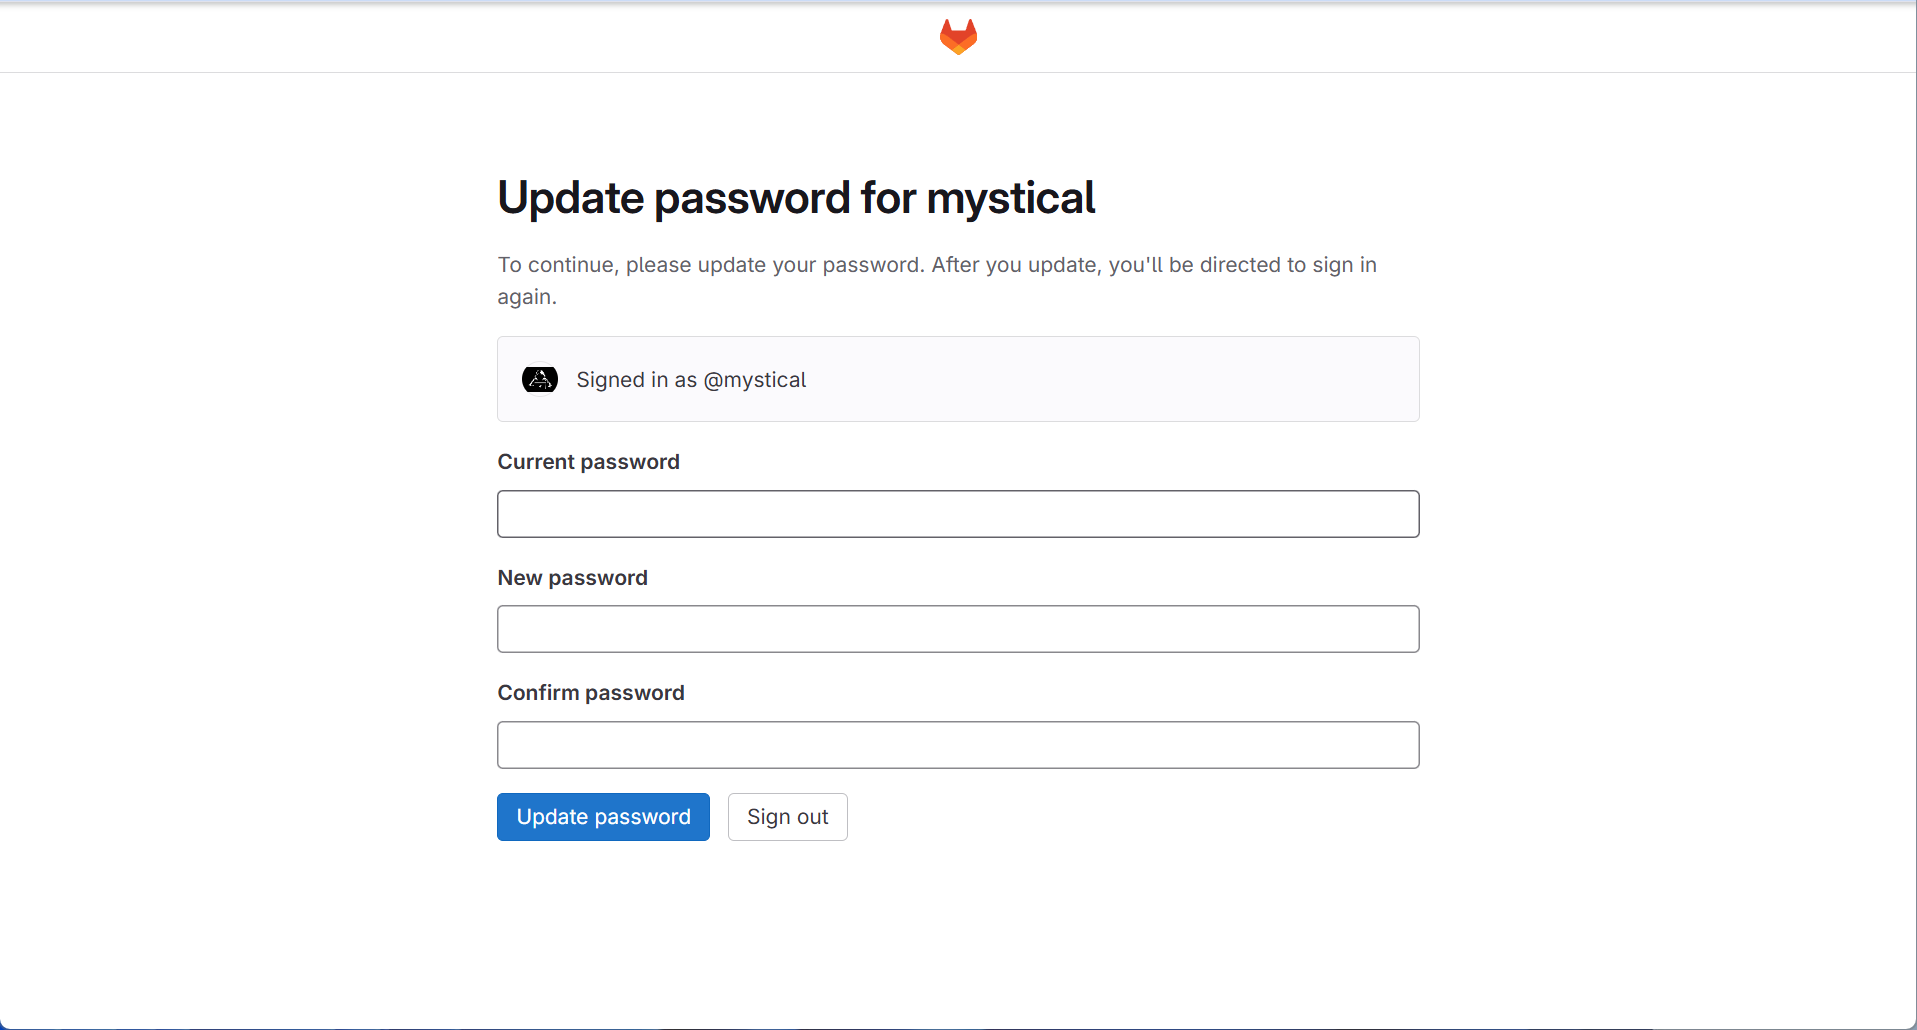 Update password for mystical
To continue, please update your password. After you update, you'll be directed to sign in
again.
Signed in as @mystical
Current password
New password
Confirm password
Update password
Sign out